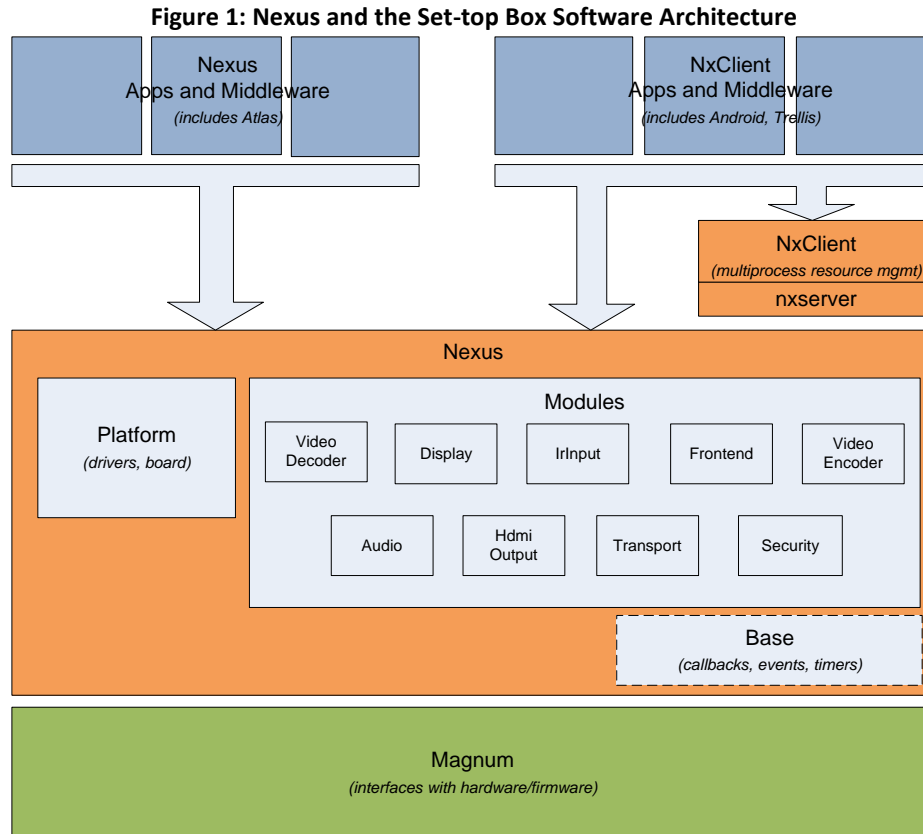 Figure 1: Nexus and the Set-top Box Software Architecture
Nexus
Apps and Middleware
(includes Atlas)
NxClient
Apps and Middleware
(includes Android, Trellis)
NxClient
(multiprocess resource mgmt)
nxserver
Nexus
Platform
(drivers, board)
Modules
Video
Decoder
Display
IrInput
Frontend
Video
Encoder
Audio
Hdmi
Output
Transport
Security
Base
(callbacks, events, timers)
Magnum
(interfaces with hardware/firmware)